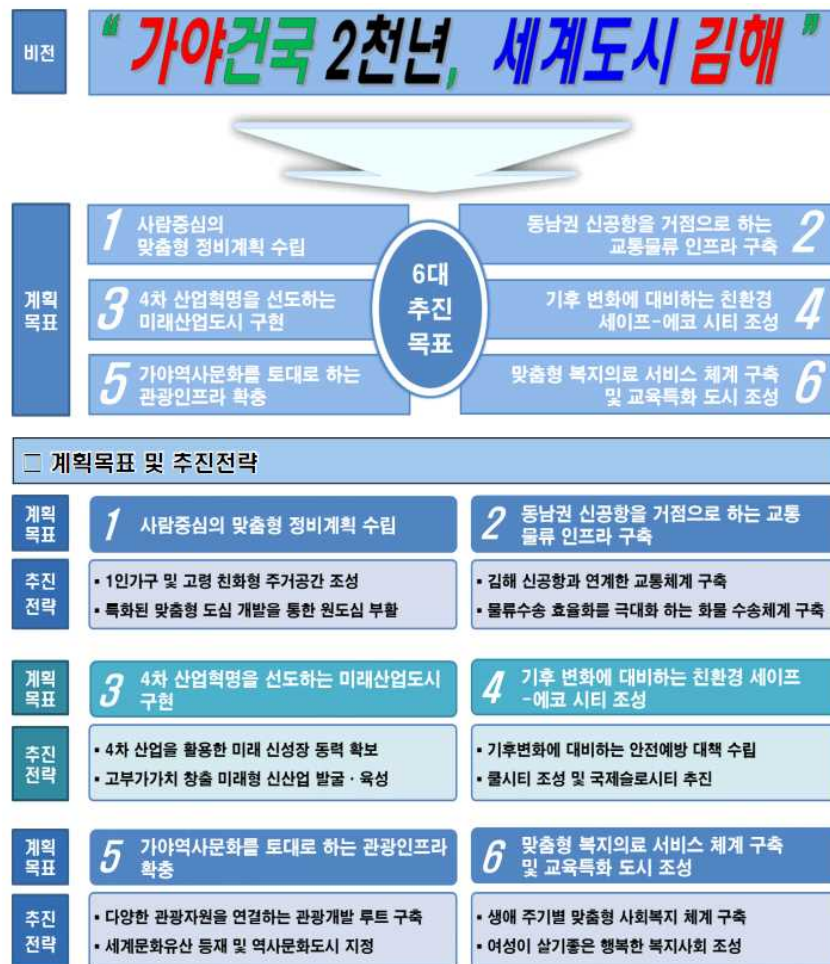 비전
“ 가야건국 2천년, 세계도시 김해 ”
계획
목표
6대
추진
목표
1 사람중심의
맞춤형 정비계획 수립
동남권 신공항을 거점으로 하는
교통물류 인프라 구축 2
3 4차 산업혁명을 선도하는
미래산업도시 구현
기후 변화에 대비하는 친환경
세이프-에코 시티 조성 4
5 가야역사문화를 토대로 하는
관광인프라 확충
맞춤형 복지의료 서비스 체계 구축
및 교육특화 도시 조성 6
□ 계획목표 및 추진전략
계획
목표
1 사람중심의 맞춤형 정비계획 수립
2 동남권 신공항을 거점으로 하는 교통
물류 인프라 구축
추진
전략
▪ 1인가구 및 고령 친화형 주거공간 조성
▪ 특화된 맞춤형 도심 개발을 통한 원도심 부활
▪ 김해 신공항과 연계한 교통체계 구축
▪ 물류수송 효율화를 극대화 하는 화물 수송체계 구축
계획
목표
3 4차 산업혁명을 선도하는 미래산업도시
구현
4 기후 변화에 대비하는 친환경 세이프
-에코 시티 조성
추진
전략
▪ 4차 산업을 활용한 미래 신성장 동력 확보
▪ 고부가가치 창출 미래형 신산업 발굴 · 육성
▪ 기후변화에 대비하는 안전예방 대책 수립
▪ 쿨시티 조성 및 국제슬로시티 추진
계획
목표
5 가야역사문화를 토대로 하는 관광인프라
확충
6 맞춤형 복지의료 서비스 체계 구축
및 교육특화 도시 조성
추진
전략
▪ 다양한 관광자원을 연결하는 관광개발 루트 구축
▪ 세계문화유산 등재 및 역사문화도시 지정
▪ 생애 주기별 맞춤형 사회복지 체계 구축
▪ 여성이 살기좋은 행복한 복지사회 조성